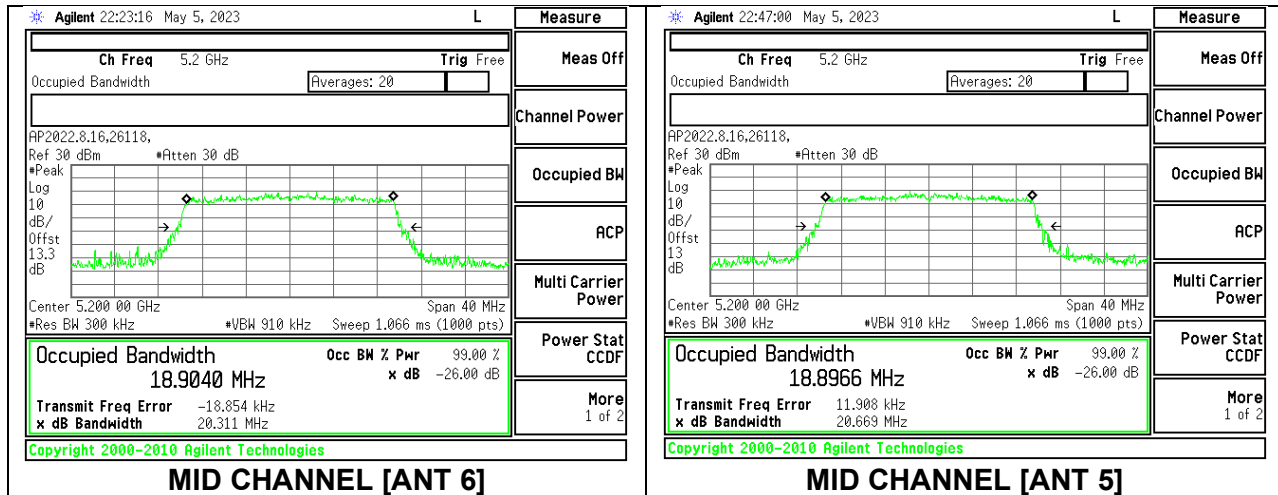 Agilent 22:23:16 May 5, 2023 L
Measure
Ch Freq 5.2 GHz Trig Free
Occupied Bandwidth Averages: 20
AP2022.8.16,26118,
Ref 30 dBm #Atten 30 dB
#Peak
Log
10
dB/
Offst
13.3
dB
Center 5.200 00 GHz Span 40 MHz
#Res BW 300 kHz #VBW 910 kHz Sweep 1.066 ms (1000 pts)
Occupied Bandwidth Occ BW % Pwr 99.00 %
18.9040 MHz x dB -26.00 dB
Transmit Freq Error -18.854 kHz
x dB Bandwidth 20.311 MHz
Copyright 2000-2010 Agilent Technologies
Meas Off
Channel Power
Occupied BW
ACP
Multi Carrier
Power
Power Stat
CCDF
More
1 of 2
MID CHANNEL [ANT 6]
Agilent 22:47:00 May 5, 2023 L
Measure
Ch Freq 5.2 GHz Trig Free
Occupied Bandwidth Averages: 20
AP2022.8.16,26118,
Ref 30 dBm #Atten 30 dB
#Peak
Log
10
dB/
Offst
13
dB
Center 5.200 00 GHz Span 40 MHz
#Res BW 300 kHz #VBW 910 kHz Sweep 1.066 ms (1000 pts)
Occupied Bandwidth Occ BW % Pwr 99.00 %
18.8966 MHz x dB -26.00 dB
Transmit Freq Error 11.908 kHz
x dB Bandwidth 20.669 MHz
Copyright 2000-2010 Agilent Technologies
Meas Off
Channel Power
Occupied BW
ACP
Multi Carrier
Power
Power Stat
CCDF
More
1 of 2
MID CHANNEL [ANT 5]